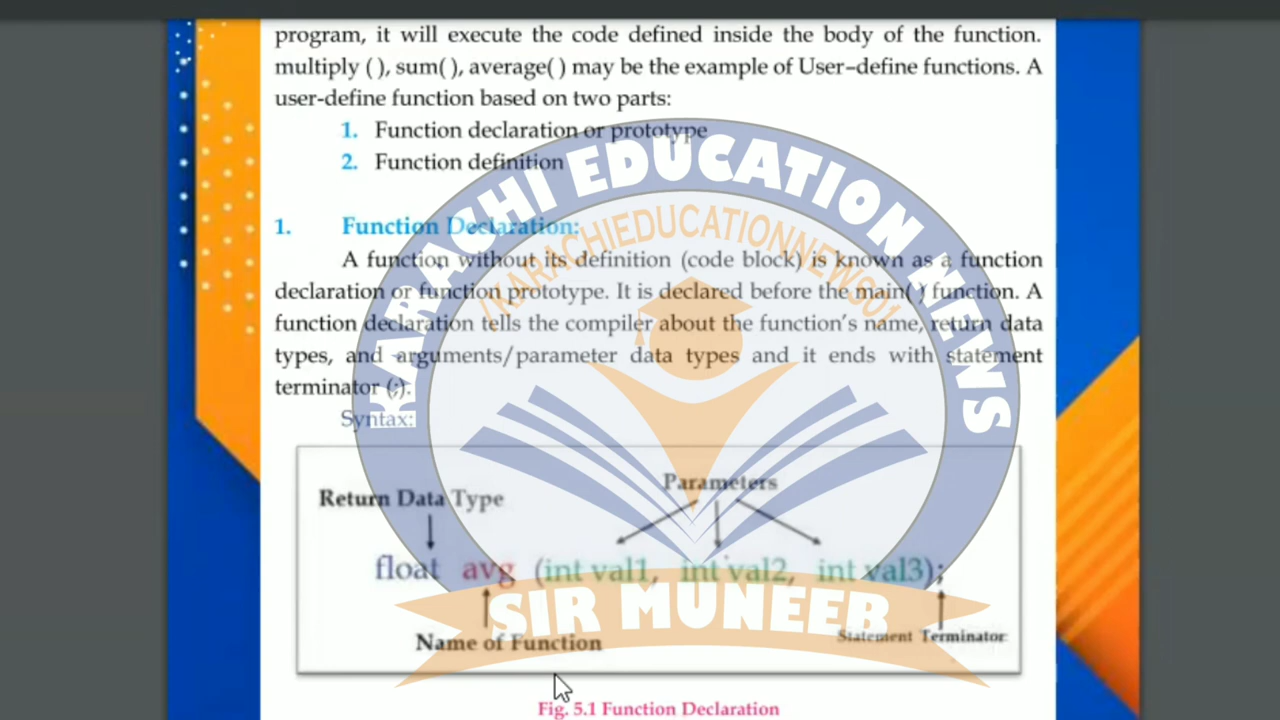 program, it will execute the code defined inside the body of the function.
multiply ( ), sum( ), average( ) may be the example of User–define functions. A
user-define function based on two parts:
1. Function declaration or prototype
2. Function definition
1. Function Declaration:
A function without its definition (code block) is known as a function
declaration or function prototype. It is declared before the main( ) function. A
function declaration tells the compiler about the function's name, return data
types, and arguments/parameter data types and it ends with statement
terminator (;).
Syntax:
Parameters
Return Data Type
float avg (int val1, int val2, int val3);
Name of Function
Statement Terminator
Fig. 5.1 Function Declaration
KARACHI EDUCATION NEWS
/KARACHIEDUCATIONNEWS01
SIR MUNEER